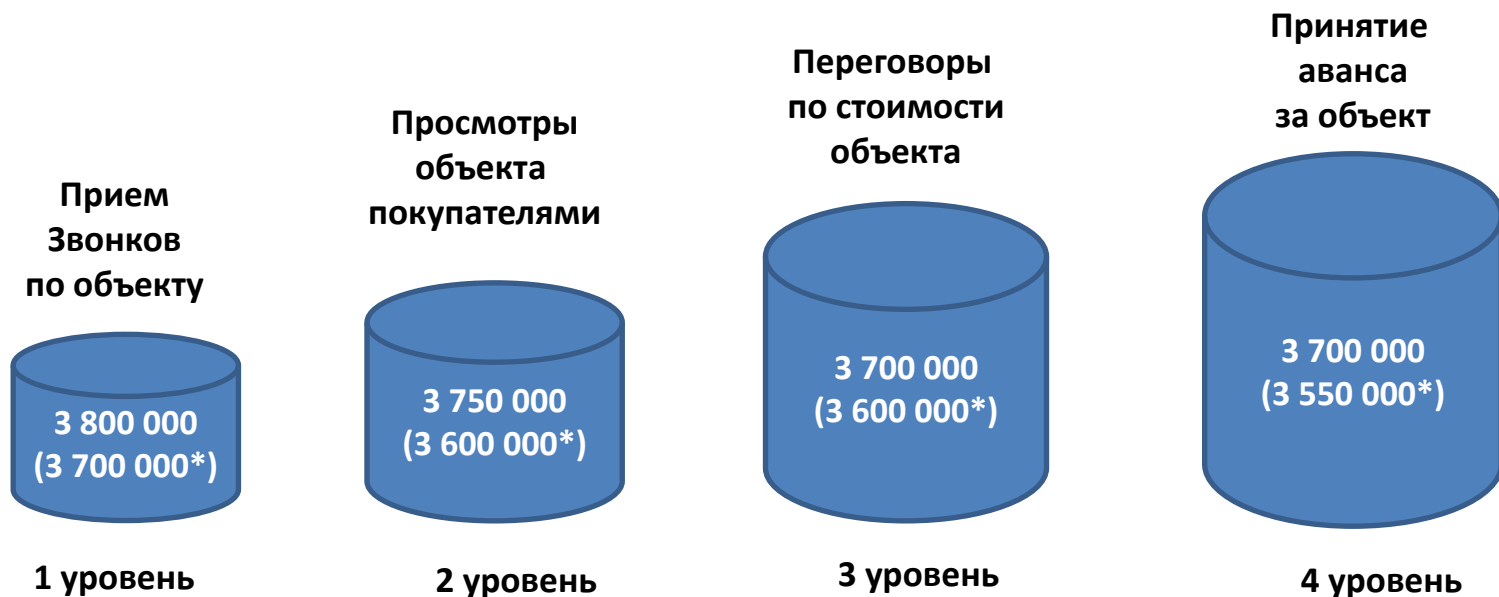 Прием
Звонков
по объекту
3 800 000
(3 700 000*)
1 уровень
Просмотры
объекта
покупателями
3 750 000
(3 600 000*)
2 уровень
Переговоры
по стоимости
объекта
3 700 000
(3 600 000*)
3 уровень
Принятие
аванса
за объект
3 700 000
(3 550 000*)
4 уровень